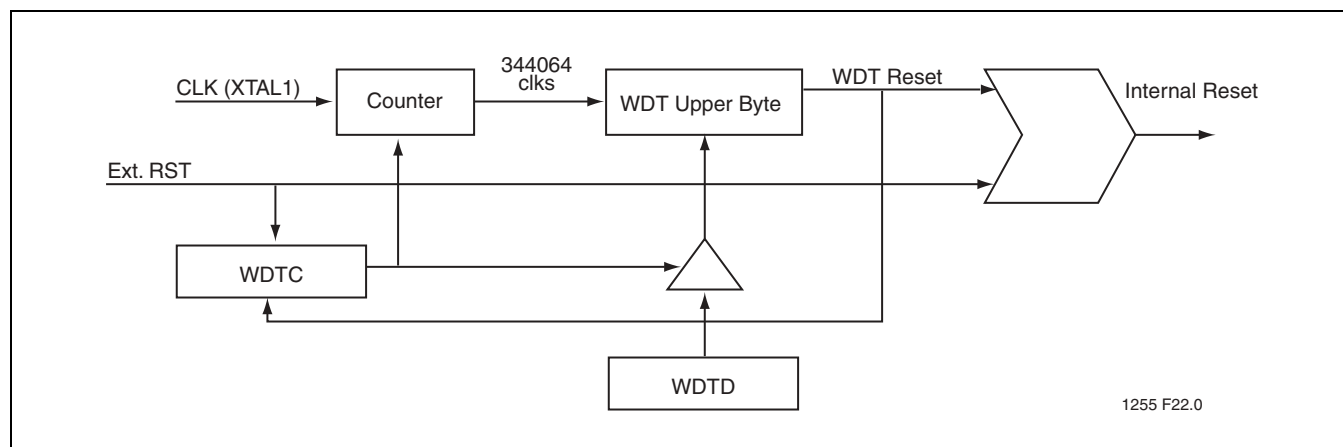 344064
clks
CLK (XTAL1)
Counter
WDT Upper Byte
WDT Reset
Internal Reset
Ext. RST
WDTC
WDTD
1255 F22.0